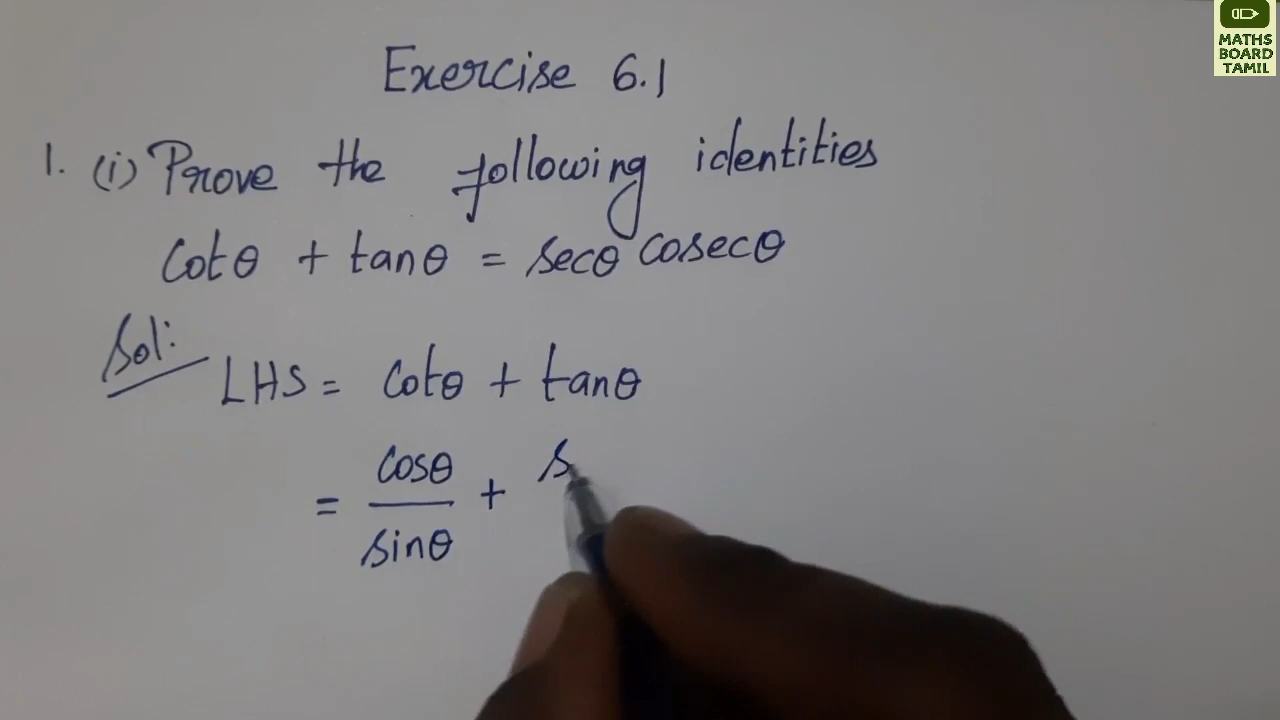 MATHS
BOARD
TAMIL
Exercise 6.1
1. (i) Prove the following identities
cotθ + tanθ = secθ cosecθ
Sol:
LHS = cotθ + tanθ
= cosθ/sinθ + s